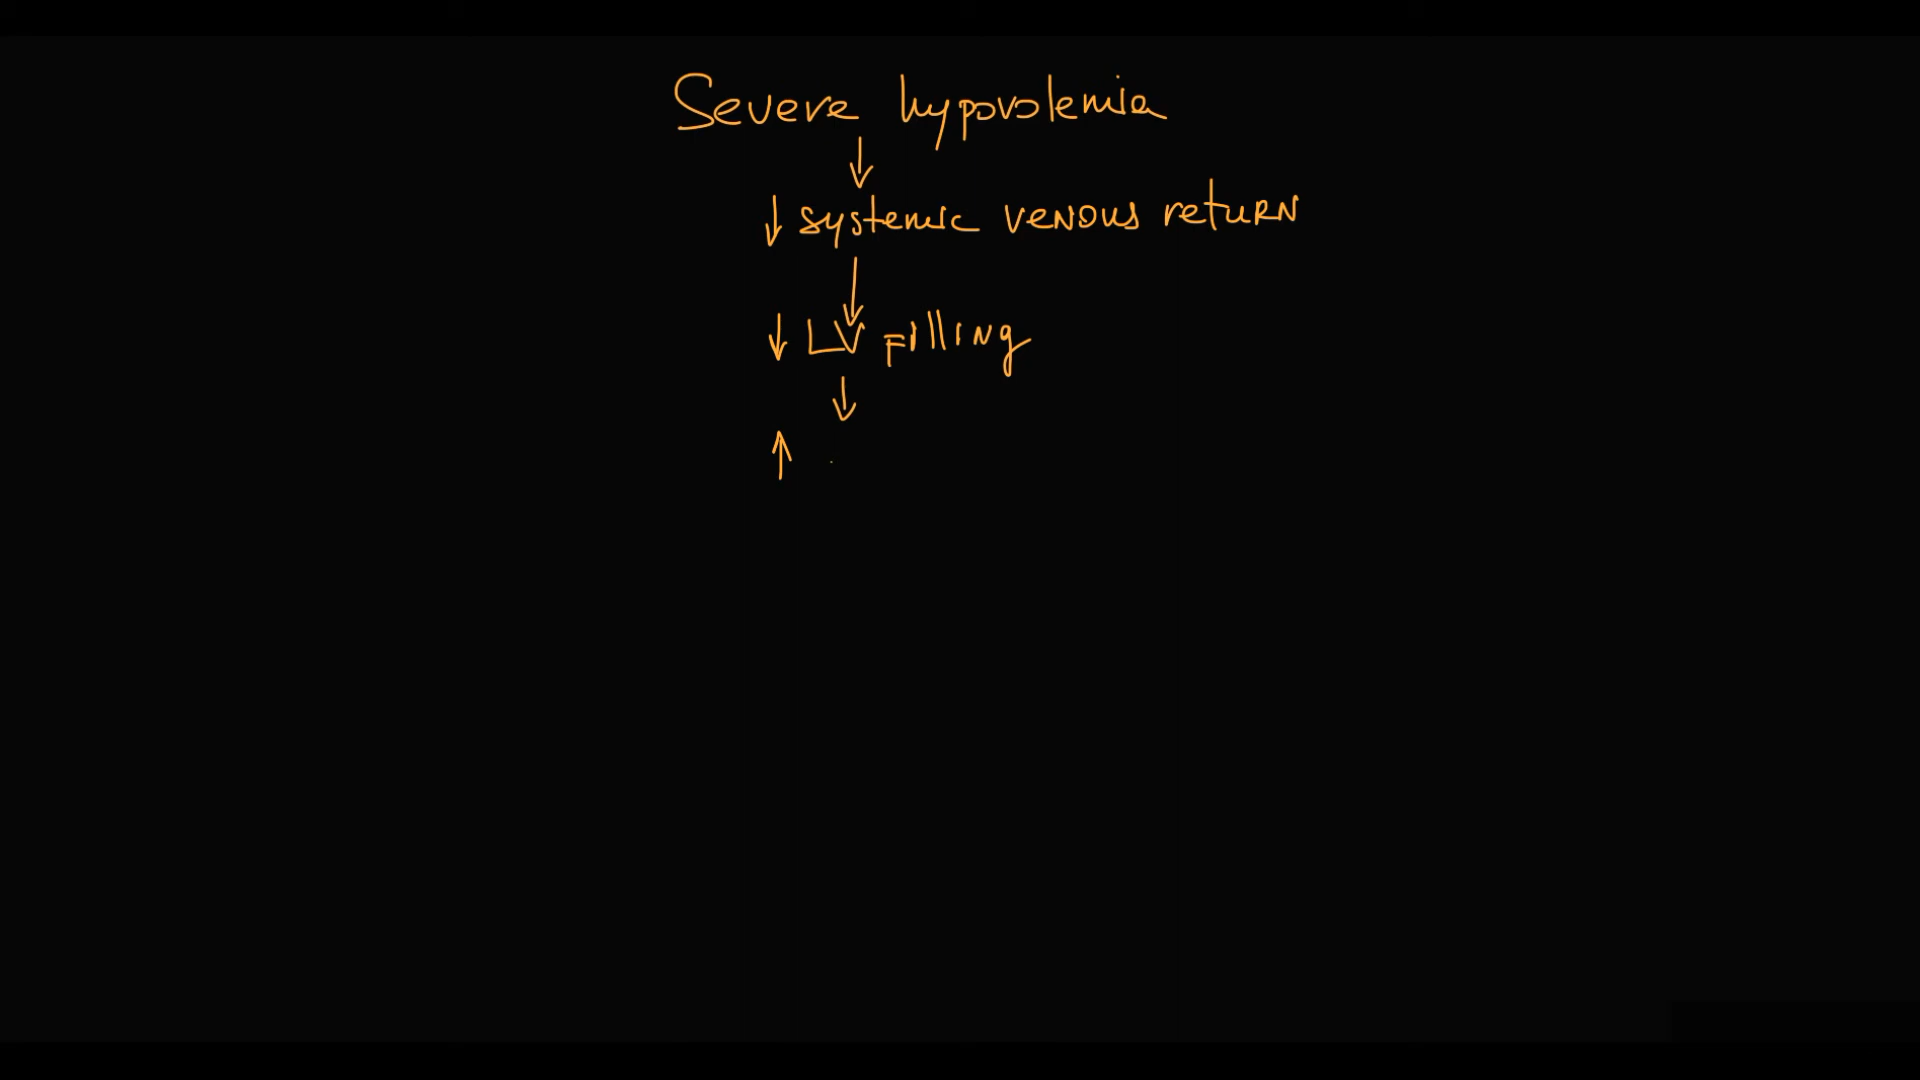 Severe hypovolemia
↓
↓ systemic venous return
↓
↓ LV filling
↓
↑